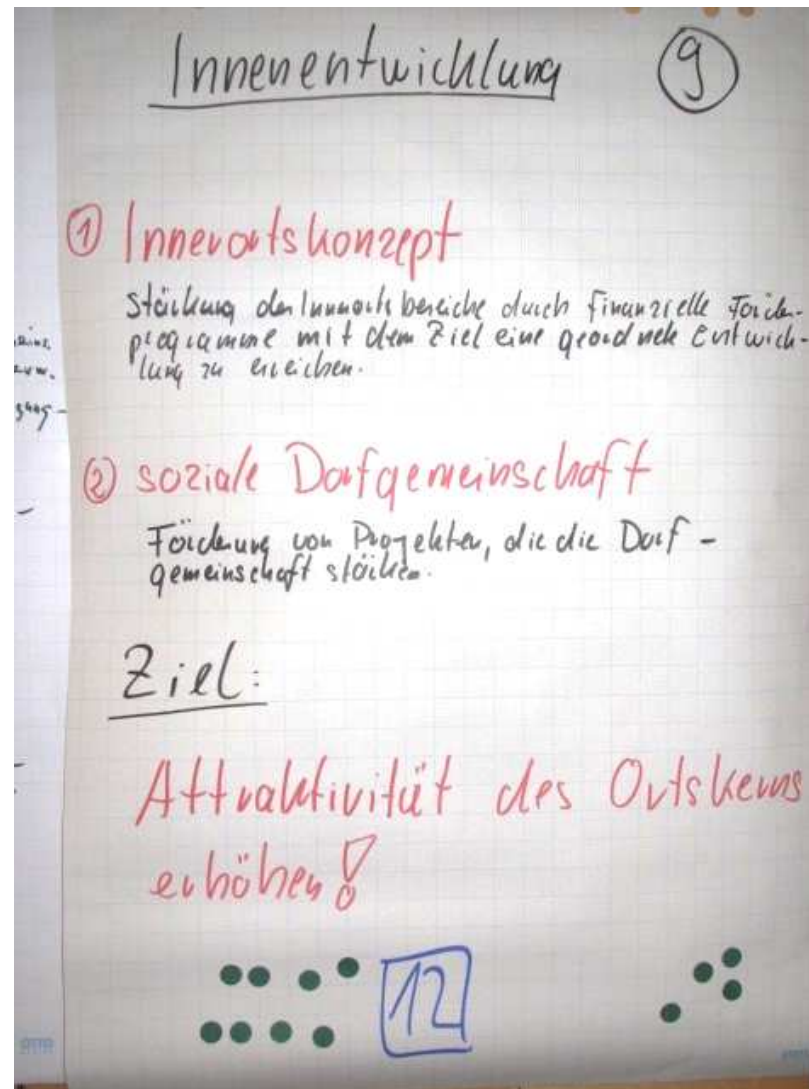 Innenentwicklung 9
① Innerortskonzept
Stärkung der Innerortsbereiche durch finanzielle Förder-
programme mit dem Ziel eine geordnete Entwick-
lung zu erreichen.
② soziale Dorfgemeinschaft
Förderung von Projekten, die die Dorf-
gemeinschaft stärken.
Ziel:
Attraktivität des Ortskerns
erhöhen!
12